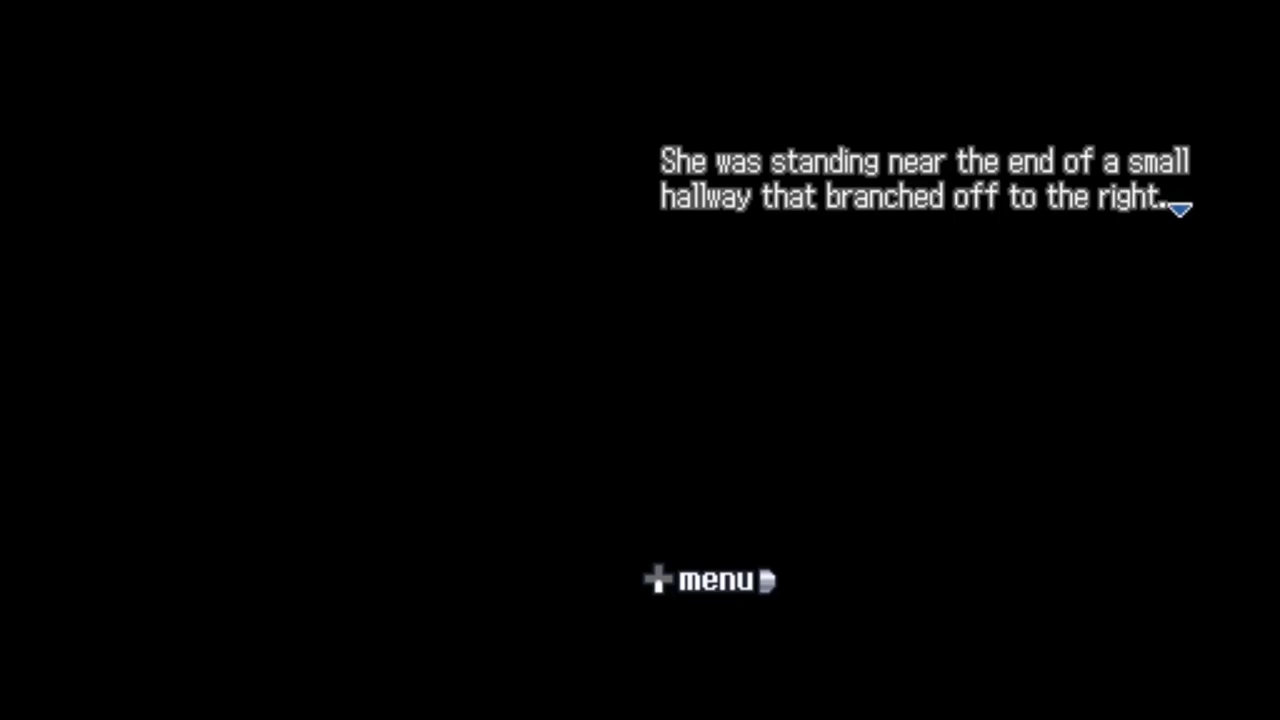 She was standing near the end of a small
hallway that branched off to the right.
menu